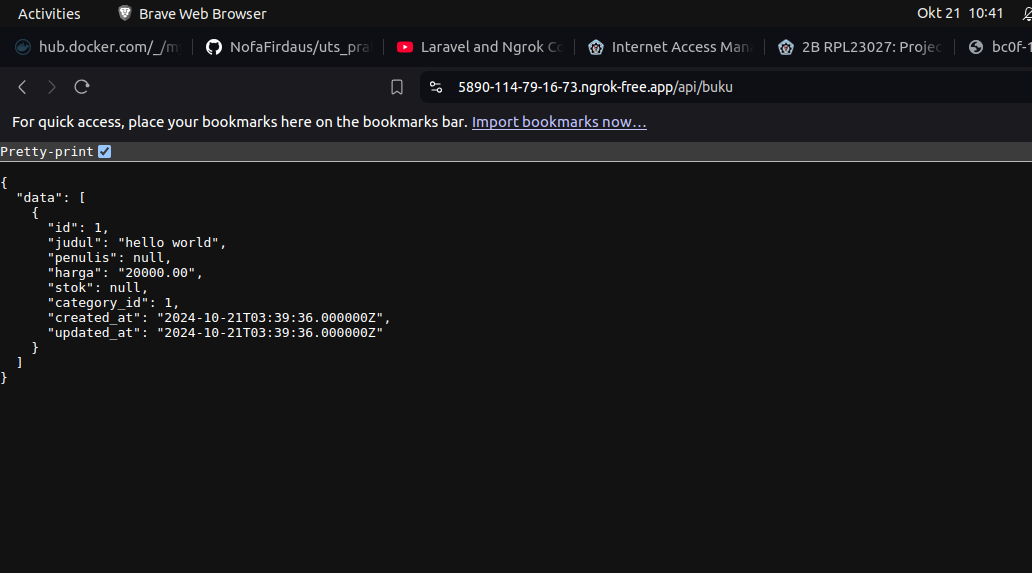 Activities Brave Web Browser Okt 21 10:41
hub.docker.com/_/m NofaFirdaus/uts_pra Laravel and Ngrok Co Internet Access Man 2B RPL23027: Projec bc0f-1
5890-114-79-16-73.ngrok-free.app/api/buku
For quick access, place your bookmarks here on the bookmarks bar. Import bookmarks now...
Pretty-print
{
"data": [
{
"id": 1,
"judul": "hello world",
"penulis": null,
"harga": "20000.00",
"stok": null,
"category_id": 1,
"created_at": "2024-10-21T03:39:36.000000Z",
"updated_at": "2024-10-21T03:39:36.000000Z"
}
]
}